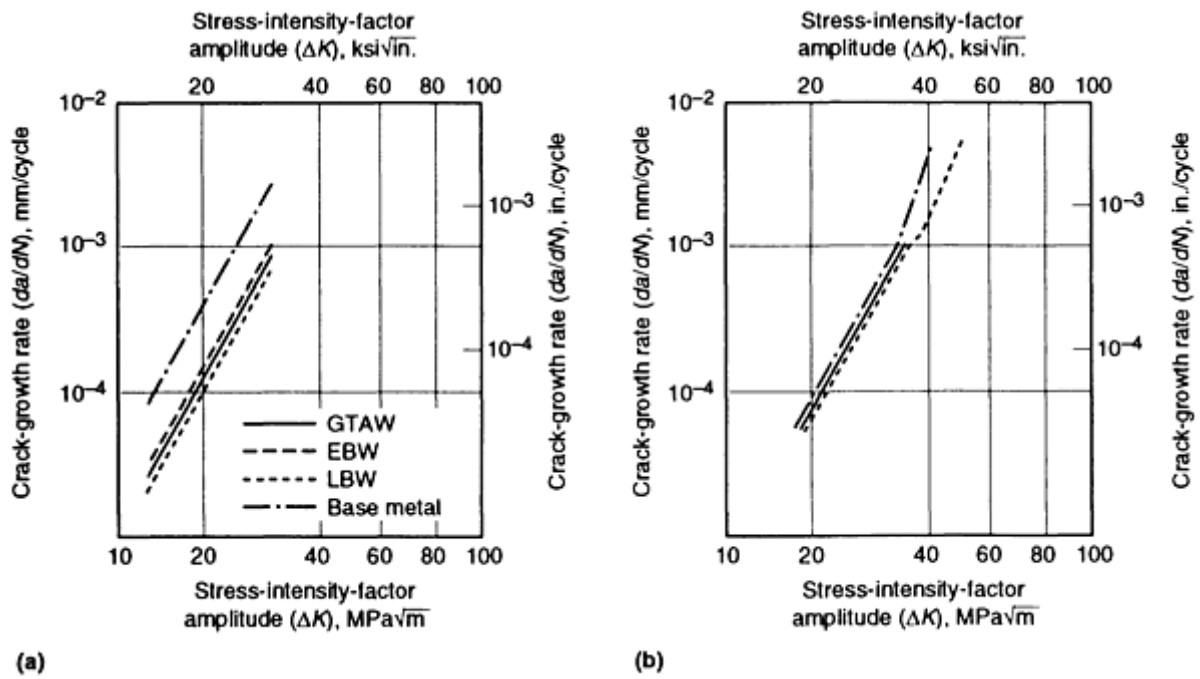 Stress-intensity-factor
amplitude (ΔK), ksi√in.
20 40 60 80 100
10⁻²
10⁻³
10⁻⁴
Crack-growth rate (da/dN), mm/cycle
10⁻³
10⁻⁴
Crack-growth rate (da/dN), in./cycle
GTAW
EBW
LBW
Base metal
10 20 40 60 80 100
Stress-intensity-factor
amplitude (ΔK), MPa√m
(a)
Stress-intensity-factor
amplitude (ΔK), ksi√in.
20 40 60 80 100
10⁻²
10⁻³
10⁻⁴
Crack-growth rate (da/dN), mm/cycle
10⁻³
10⁻⁴
Crack-growth rate (da/dN), in./cycle
10 20 40 60 80 100
Stress-intensity-factor
amplitude (ΔK), MPa√m
(b)